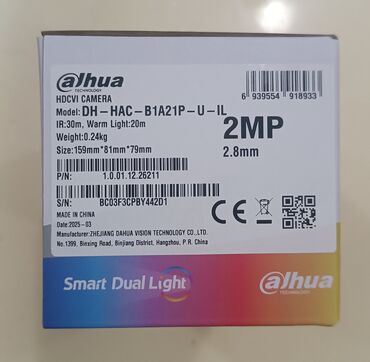 alhua
TECHNOLOGY
HDCVI CAMERA
Model: DH-HAC-B1A21P-U-IL
IR:30m, Warm Light:20m
Weight:0.24kg
Size:159mm*81mm*79mm
6 939554 918933
2MP
2.8mm
P/N: 1.0.01.12.26211
S/N: BC03F3CPBY442D1
MADE IN CHINA
Date: 2025-03
Manufacturer:ZHEJIANG DAHUA VISION TECHNOLOGY CO., LTD.
No.1399, Binxing Road, Binjiang District, Hangzhou, P.R. China
CE
Smart Dual Light
alhua
TECHNOLOGY